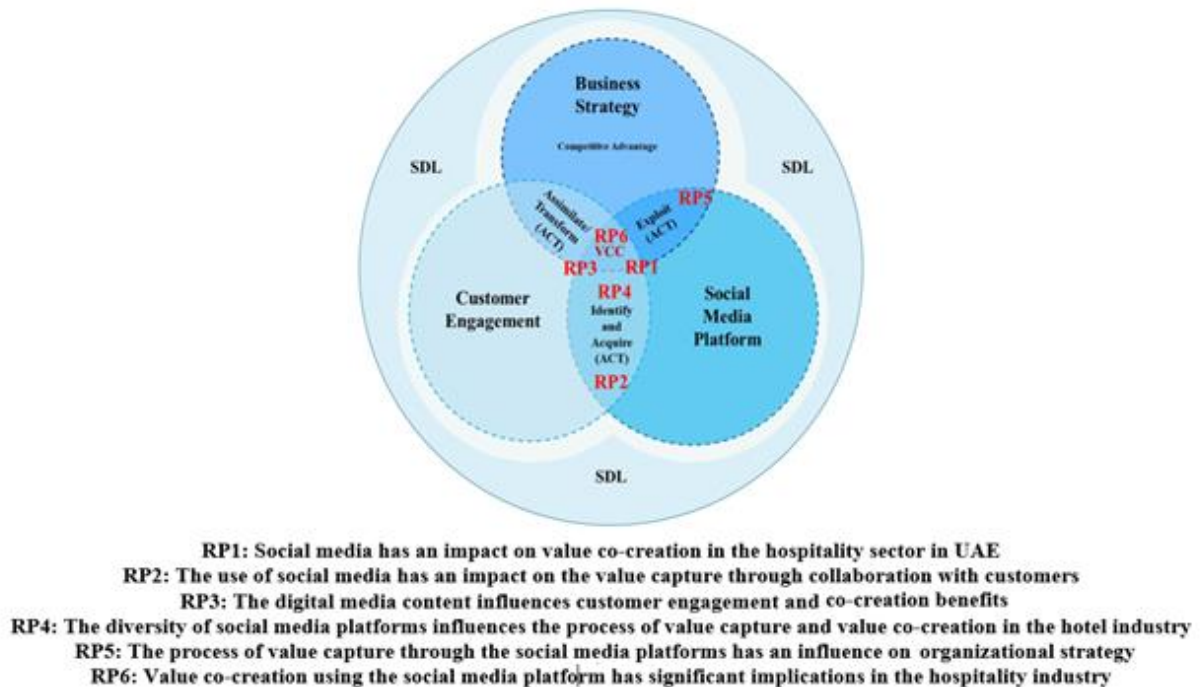 Business
Strategy
Competitive Advantage
SDL
SDL
Assimilate/
Transform
(ACT)
Exploit
(ACT)
RP5
RP6
VCC
RP3
RP1
RP4
Identify
and
Acquire
(ACT)
RP2
Customer
Engagement
Social
Media
Platform
SDL
RP1: Social media has an impact on value co-creation in the hospitality sector in UAE
RP2: The use of social media has an impact on the value capture through collaboration with customers
RP3: The digital media content influences customer engagement and co-creation benefits
RP4: The diversity of social media platforms influences the process of value capture and value co-creation in the hotel industry
RP5: The process of value capture through the social media platforms has an influence on organizational strategy
RP6: Value co-creation using the social media platform has significant implications in the hospitality industry